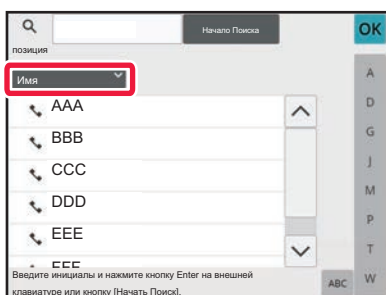 Начало Поиска
OK
позиция
Имя
AAA
BBB
CCC
DDD
EEE
FFF
Введите инициалы и нажмите кнопку Enter на внешней
клавиатуре или кнопку [Начать Поиск].
ABC
A
D
G
J
M
P
T
W